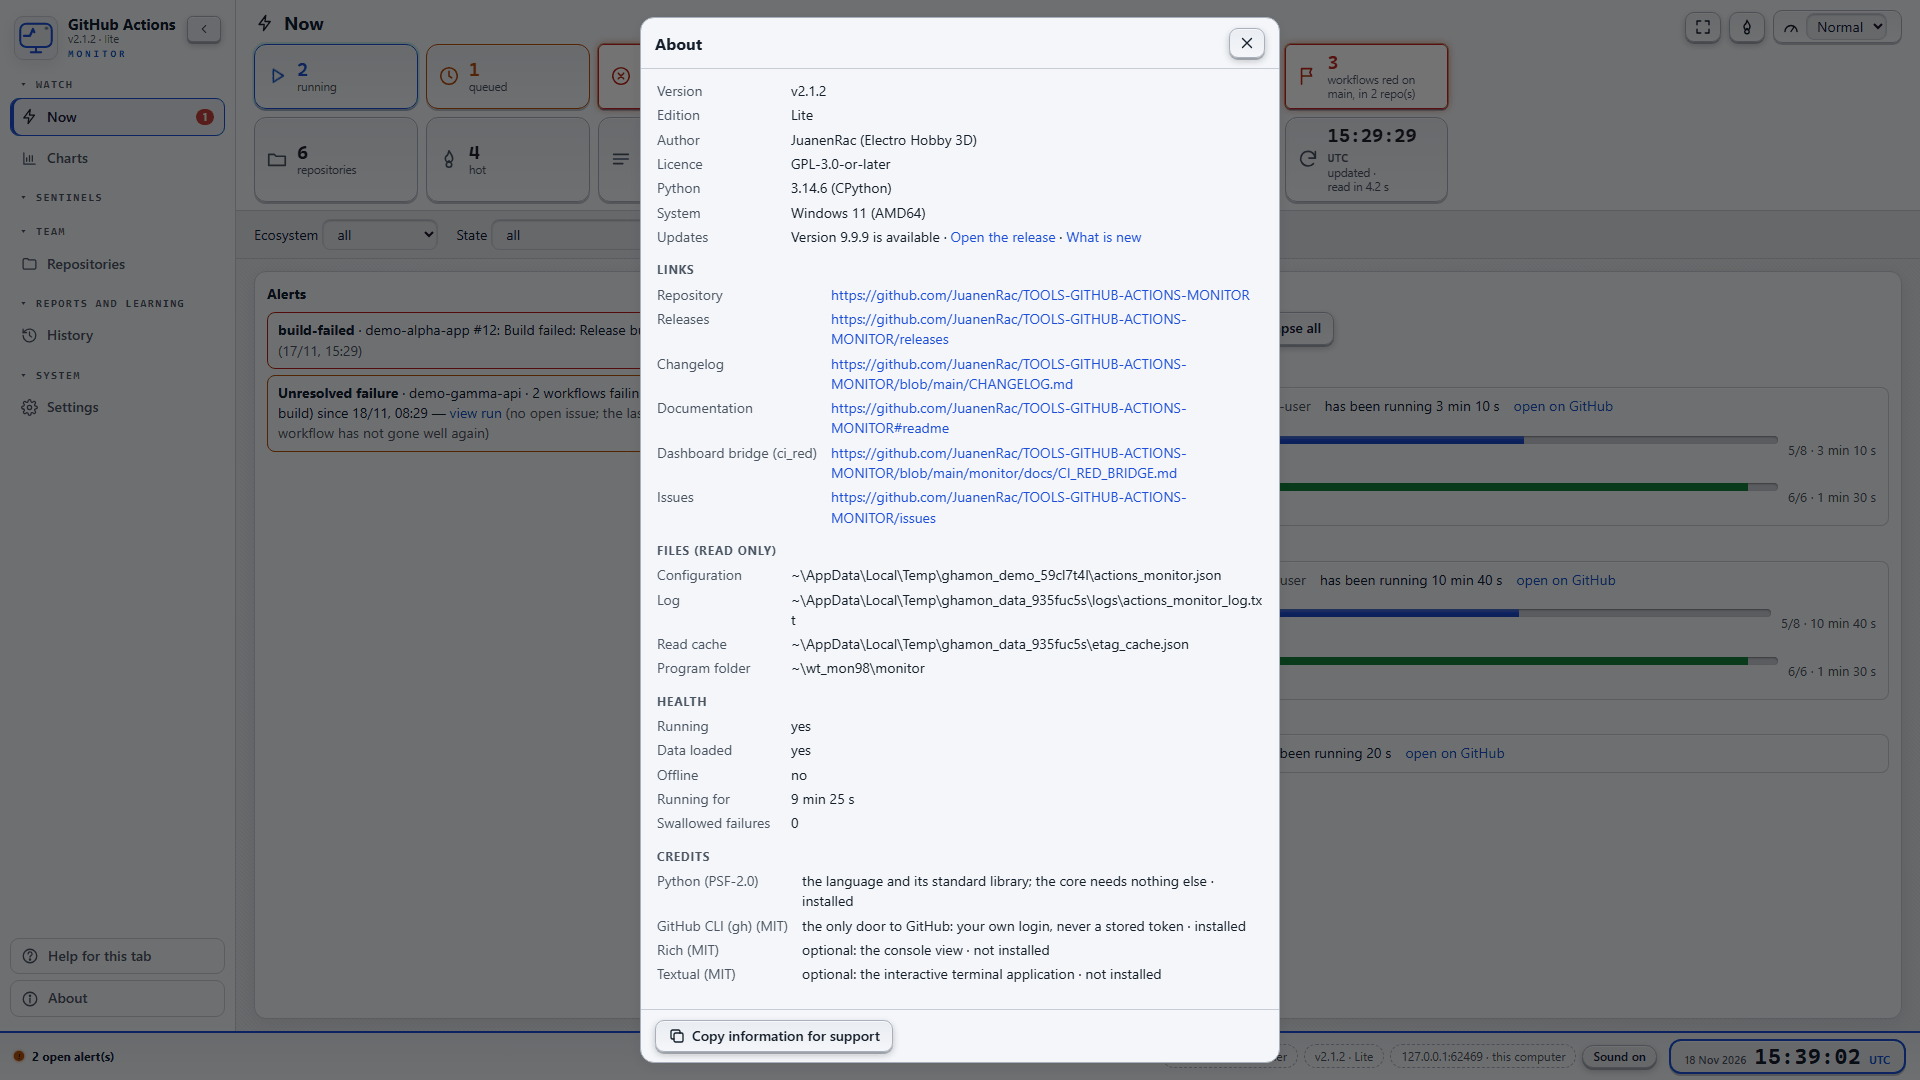 GitHub Actions
v2.1.2 · lite
MONITOR
WATCH
Now 1
Charts
SENTINELS
TEAM
Repositories
REPORTS AND LEARNING
History
SYSTEM
Settings
Help for this tab
About
Now
2
running
1
queued
3
workflows red on
main, in 2 repo(s)
6
repositories
4
hot
15:29:29
UTC
updated ·
read in 4.2 s
Normal
Ecosystem all State all
Alerts
build-failed · demo-alpha-app #12: Build failed: Release
(17/11, 15:29)
Unresolved failure · demo-gamma-api · 2 workflows
build) since 18/11, 08:29 — view run (no open issue; the
workflow has not gone well again)
all
has been running 3 min 10 s open on GitHub
5/8 · 3 min 10 s
6/6 · 1 min 30 s
has been running 10 min 40 s open on GitHub
5/8 · 10 min 40 s
6/6 · 1 min 30 s
been running 20 s open on GitHub
About
Version v2.1.2
Edition Lite
Author JuanenRac (Electro Hobby 3D)
Licence GPL-3.0-or-later
Python 3.14.6 (CPython)
System Windows 11 (AMD64)
Updates Version 9.9.9 is available · Open the release · What is new
LINKS
Repository https://github.com/JuanenRac/TOOLS-GITHUB-ACTIONS-MONITOR
Releases https://github.com/JuanenRac/TOOLS-GITHUB-ACTIONS-
MONITOR/releases
Changelog https://github.com/JuanenRac/TOOLS-GITHUB-ACTIONS-
MONITOR/blob/main/CHANGELOG.md
Documentation https://github.com/JuanenRac/TOOLS-GITHUB-ACTIONS-
MONITOR#readme
Dashboard bridge (ci_red) https://github.com/JuanenRac/TOOLS-GITHUB-ACTIONS-
MONITOR/blob/main/monitor/docs/CI_RED_BRIDGE.md
Issues https://github.com/JuanenRac/TOOLS-GITHUB-ACTIONS-
MONITOR/issues
FILES (READ ONLY)
Configuration ~\AppData\Local\Temp\ghamon_demo_59cl7t4l\actions_monitor.json
Log ~\AppData\Local\Temp\ghamon_data_935fuc5s\logs\actions_monitor_log.tx
t
Read cache ~\AppData\Local\Temp\ghamon_data_935fuc5s\etag_cache.json
Program folder ~\wt_mon98\monitor
HEALTH
Running yes
Data loaded yes
Offline no
Running for 9 min 25 s
Swallowed failures 0
CREDITS
Python (PSF-2.0) the language and its standard library; the core needs nothing else ·
installed
GitHub CLI (gh) (MIT) the only door to GitHub: your own login, never a stored token · installed
Rich (MIT) optional: the console view · not installed
Textual (MIT) optional: the interactive terminal application · not installed
Copy information for support
2 open alert(s)
v2.1.2 · Lite
127.0.0.1:62469 · this computer
Sound on
18 Nov 2026 15:39:02 UTC